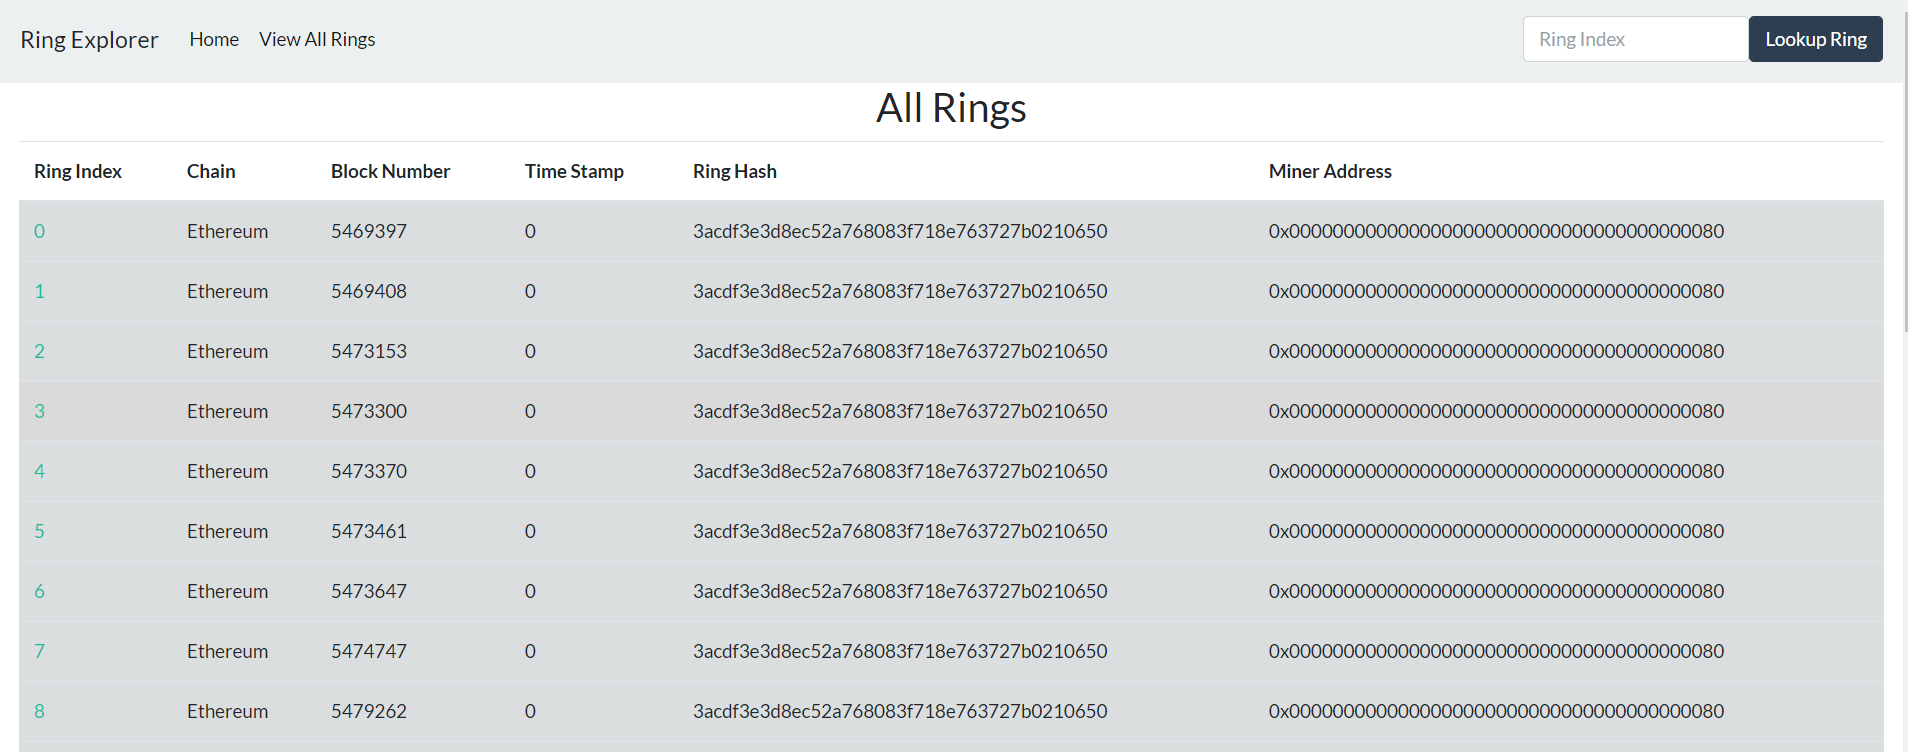 Ring Explorer Home View All Rings Ring Index Lookup Ring
All Rings
Ring Index Chain Block Number Time Stamp Ring Hash Miner Address
0 Ethereum 5469397 0 3acdf3e3d8ec52a768083f718e763727b0210650 0x0000000000000000000000000000000000000080
1 Ethereum 5469408 0 3acdf3e3d8ec52a768083f718e763727b0210650 0x0000000000000000000000000000000000000080
2 Ethereum 5473153 0 3acdf3e3d8ec52a768083f718e763727b0210650 0x0000000000000000000000000000000000000080
3 Ethereum 5473300 0 3acdf3e3d8ec52a768083f718e763727b0210650 0x0000000000000000000000000000000000000080
4 Ethereum 5473370 0 3acdf3e3d8ec52a768083f718e763727b0210650 0x0000000000000000000000000000000000000080
5 Ethereum 5473461 0 3acdf3e3d8ec52a768083f718e763727b0210650 0x0000000000000000000000000000000000000080
6 Ethereum 5473647 0 3acdf3e3d8ec52a768083f718e763727b0210650 0x0000000000000000000000000000000000000080
7 Ethereum 5474747 0 3acdf3e3d8ec52a768083f718e763727b0210650 0x0000000000000000000000000000000000000080
8 Ethereum 5479262 0 3acdf3e3d8ec52a768083f718e763727b0210650 0x0000000000000000000000000000000000000080